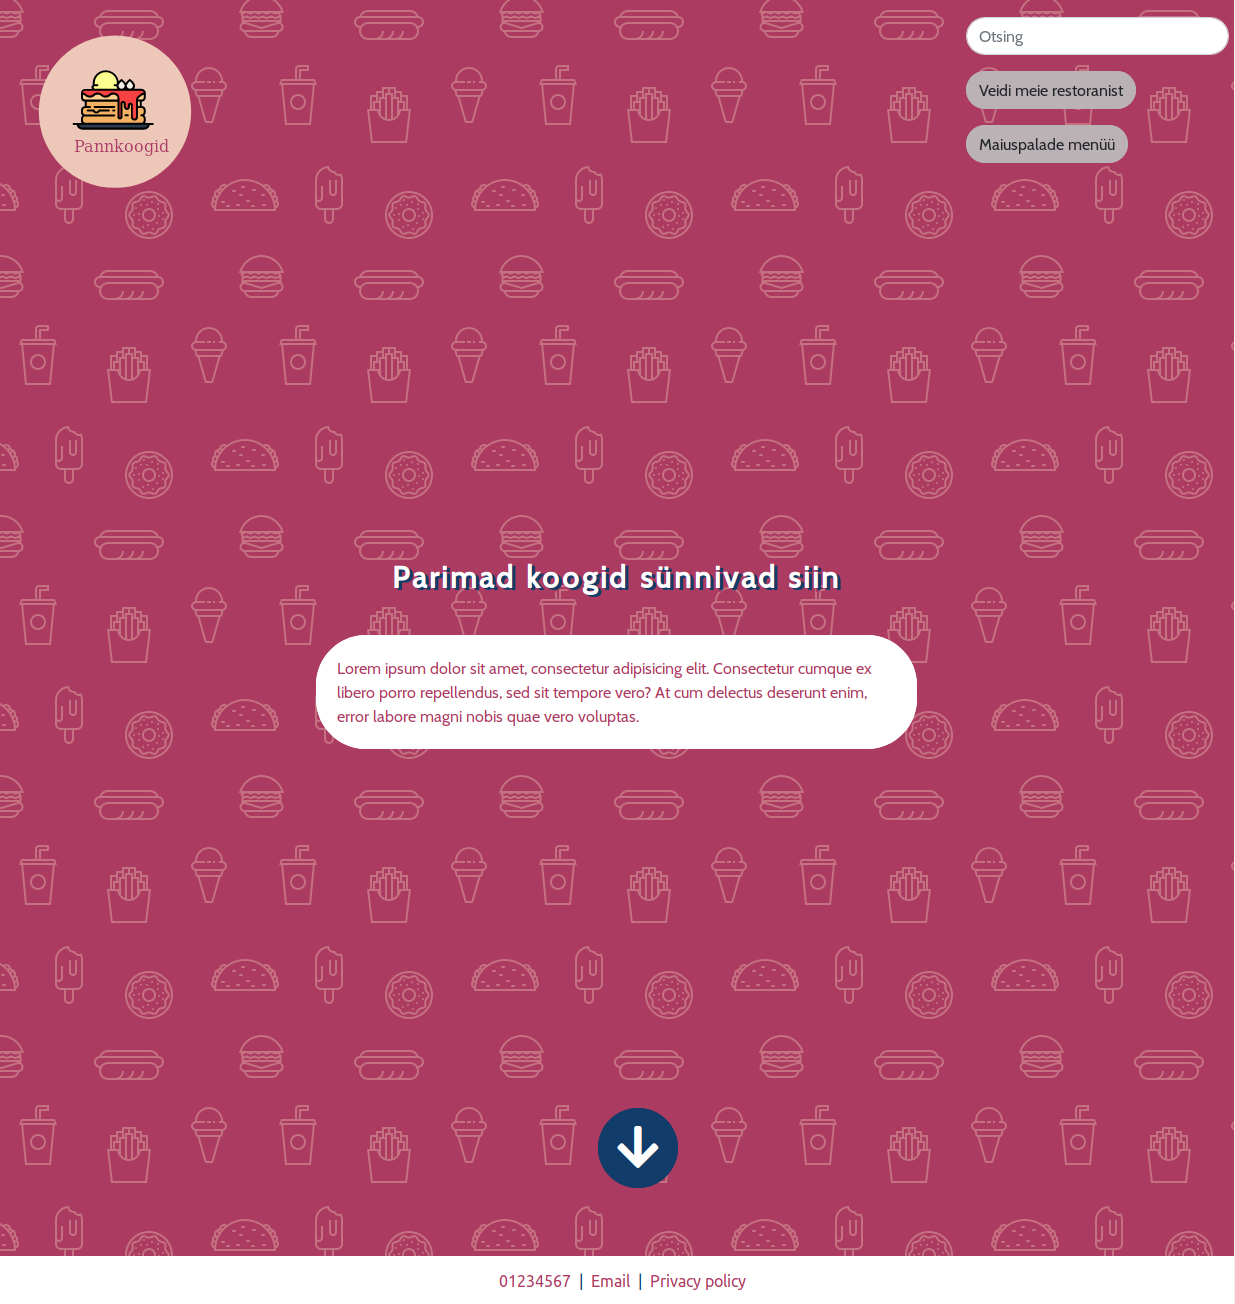 Otsing
Pannkoogid
Veidi meie restoranist
Maiuspalade menüü
Parimad koogid sünnivad siin
Lorem ipsum dolor sit amet, consectetur adipisicing elit. Consectetur cumque ex
libero porro repellendus, sed sit tempore vero? At cum delectus deserunt enim,
error labore magni nobis quae vero voluptas.
01234567 | Email | Privacy policy